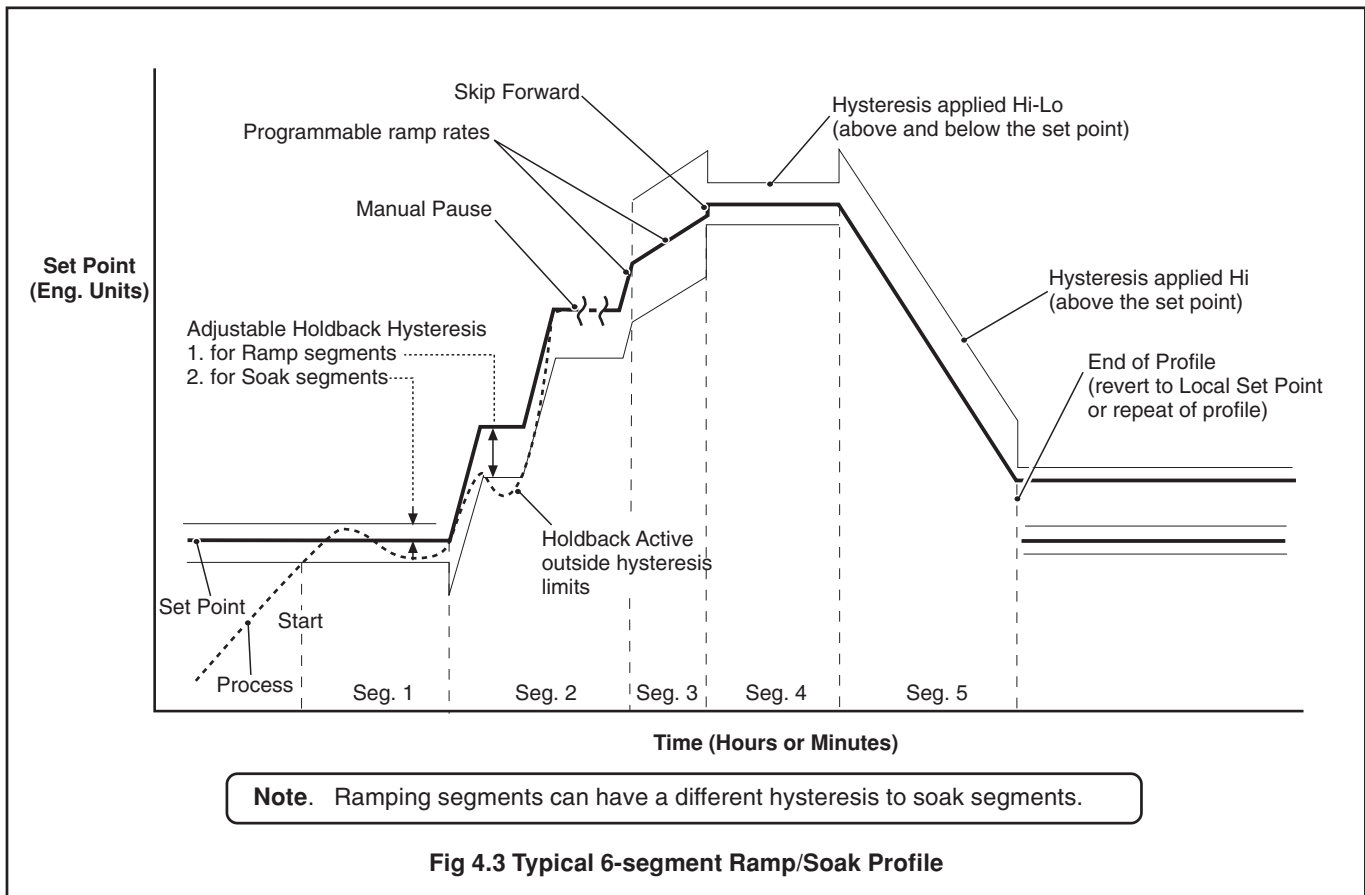 Skip Forward
Programmable ramp rates
Manual Pause
Hysteresis applied Hi-Lo
(above and below the set point)
Set Point
(Eng. Units)
Adjustable Holdback Hysteresis
1. for Ramp segments
2. for Soak segments
Hysteresis applied Hi
(above the set point)
End of Profile
(revert to Local Set Point
or repeat of profile)
Holdback Active
outside hysteresis
limits
Set Point
Start
Process
Seg. 1
Seg. 2
Seg. 3
Seg. 4
Seg. 5
Time (Hours or Minutes)
Note. Ramping segments can have a different hysteresis to soak segments.
Fig 4.3 Typical 6-segment Ramp/Soak Profile